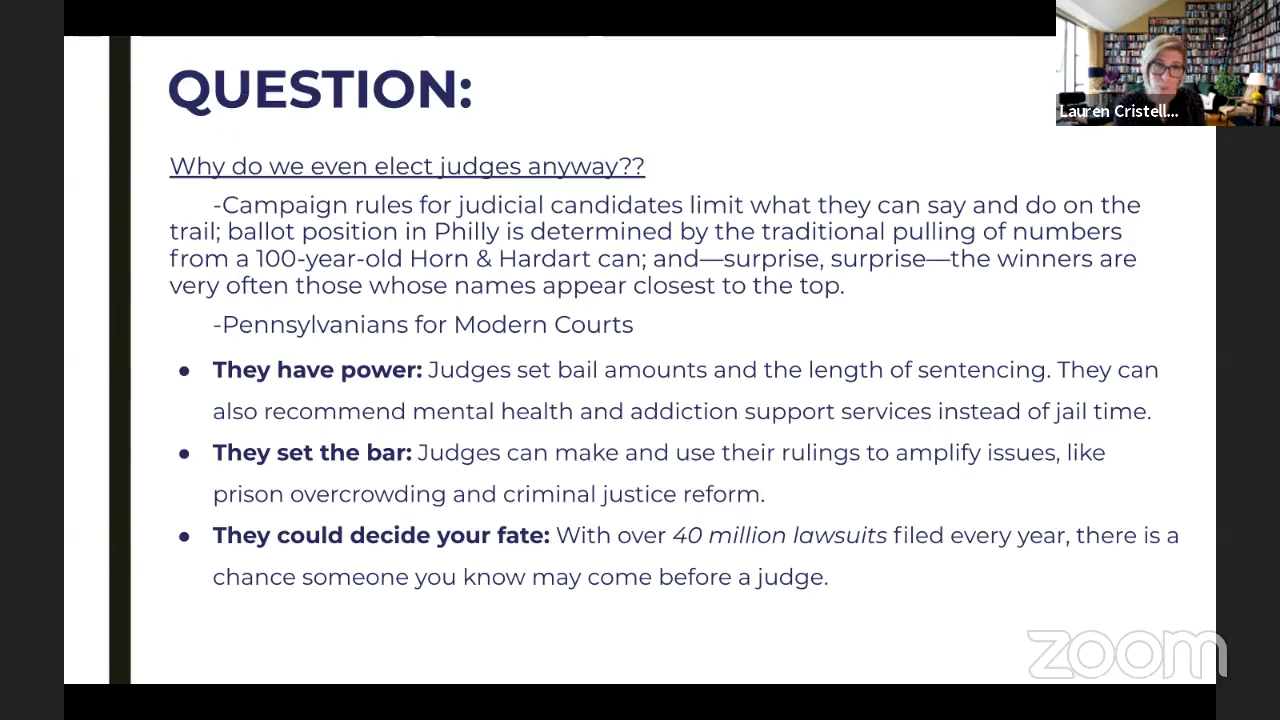 QUESTION:
Lauren Cristell...
Why do we even elect judges anyway??
-Campaign rules for judicial candidates limit what they can say and do on the
trail; ballot position in Philly is determined by the traditional pulling of numbers
from a 100-year-old Horn & Hardart can; and—surprise, surprise—the winners are
very often those whose names appear closest to the top.
-Pennsylvanians for Modern Courts
● They have power: Judges set bail amounts and the length of sentencing. They can
also recommend mental health and addiction support services instead of jail time.
● They set the bar: Judges can make and use their rulings to amplify issues, like
prison overcrowding and criminal justice reform.
● They could decide your fate: With over 40 million lawsuits filed every year, there is a
chance someone you know may come before a judge.
zoom